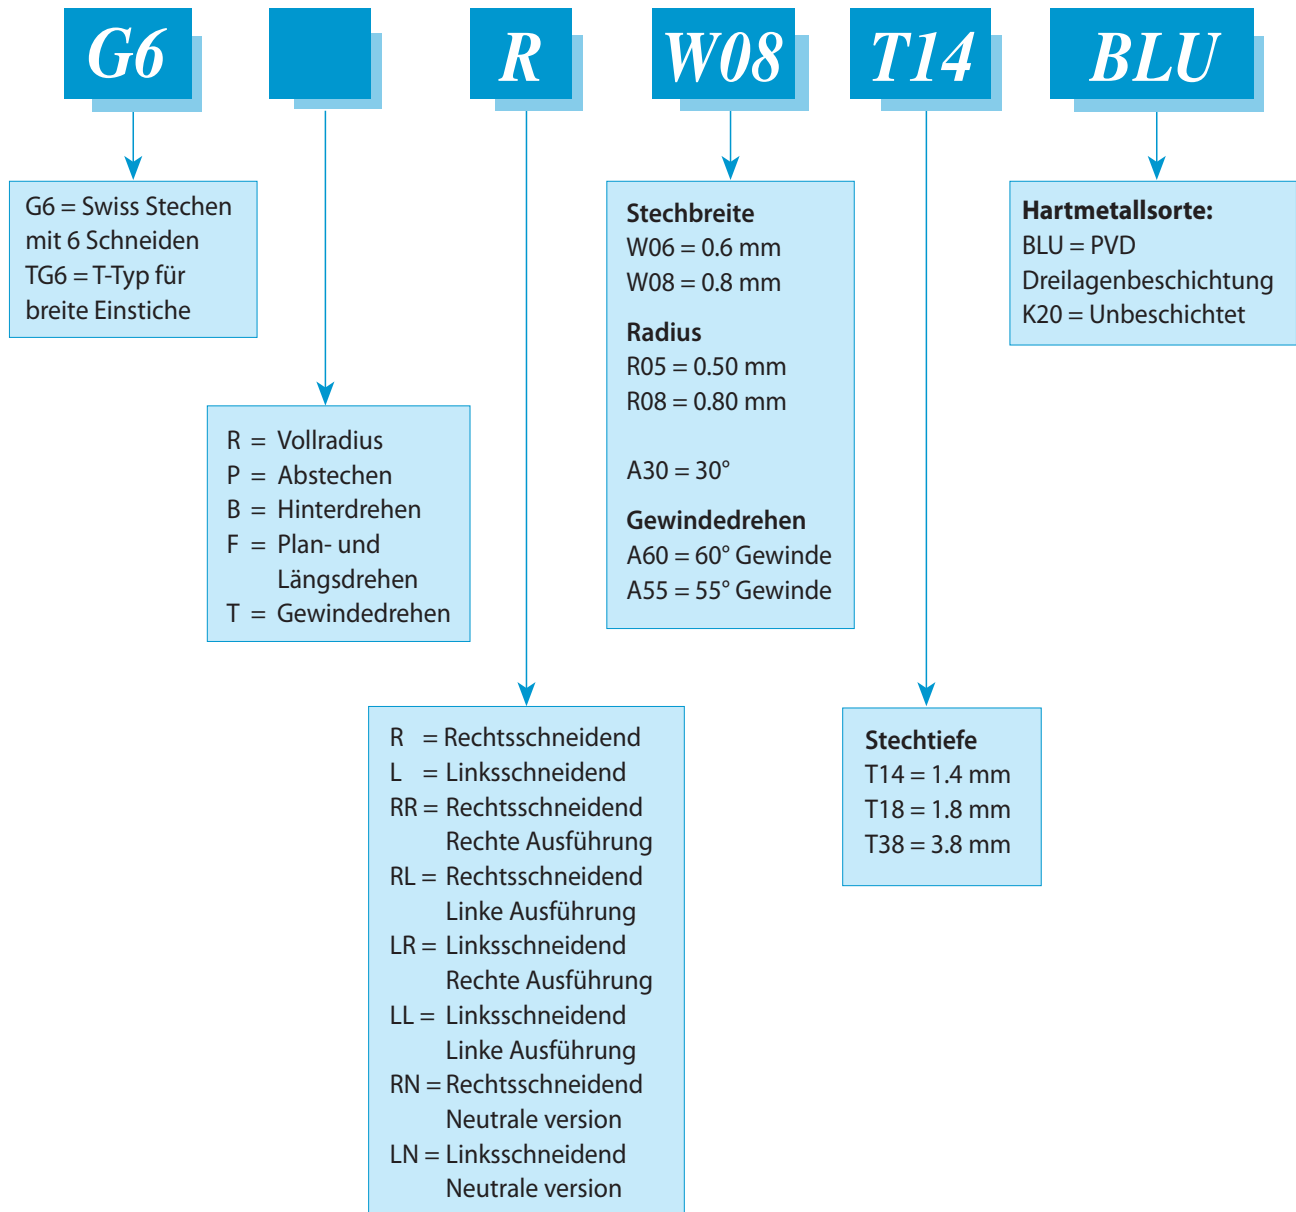 G6 R W08 T14 BLU
G6 = Swiss Stechen
mit 6 Schneiden
TG6 = T-Typ für
breite Einstiche
R = Vollradius
P = Abstechen
B = Hinterdrehen
F = Plan- und
Längsdrehen
T = Gewindedrehen
R = Rechtsschneidend
L = Linksschneidend
RR = Rechtsschneidend
Rechte Ausführung
RL = Rechtsschneidend
Linke Ausführung
LR = Linksschneidend
Rechte Ausführung
LL = Linksschneidend
Linke Ausführung
RN = Rechtsschneidend
Neutrale version
LN = Linksschneidend
Neutrale version
Stechbreite
W06 = 0.6 mm
W08 = 0.8 mm
Radius
R05 = 0.50 mm
R08 = 0.80 mm
A30 = 30°
Gewindedrehen
A60 = 60° Gewinde
A55 = 55° Gewinde
Stechtiefe
T14 = 1.4 mm
T18 = 1.8 mm
T38 = 3.8 mm
Hartmetallsorte:
BLU = PVD
Dreilagenbeschichtung
K20 = Unbeschichtet